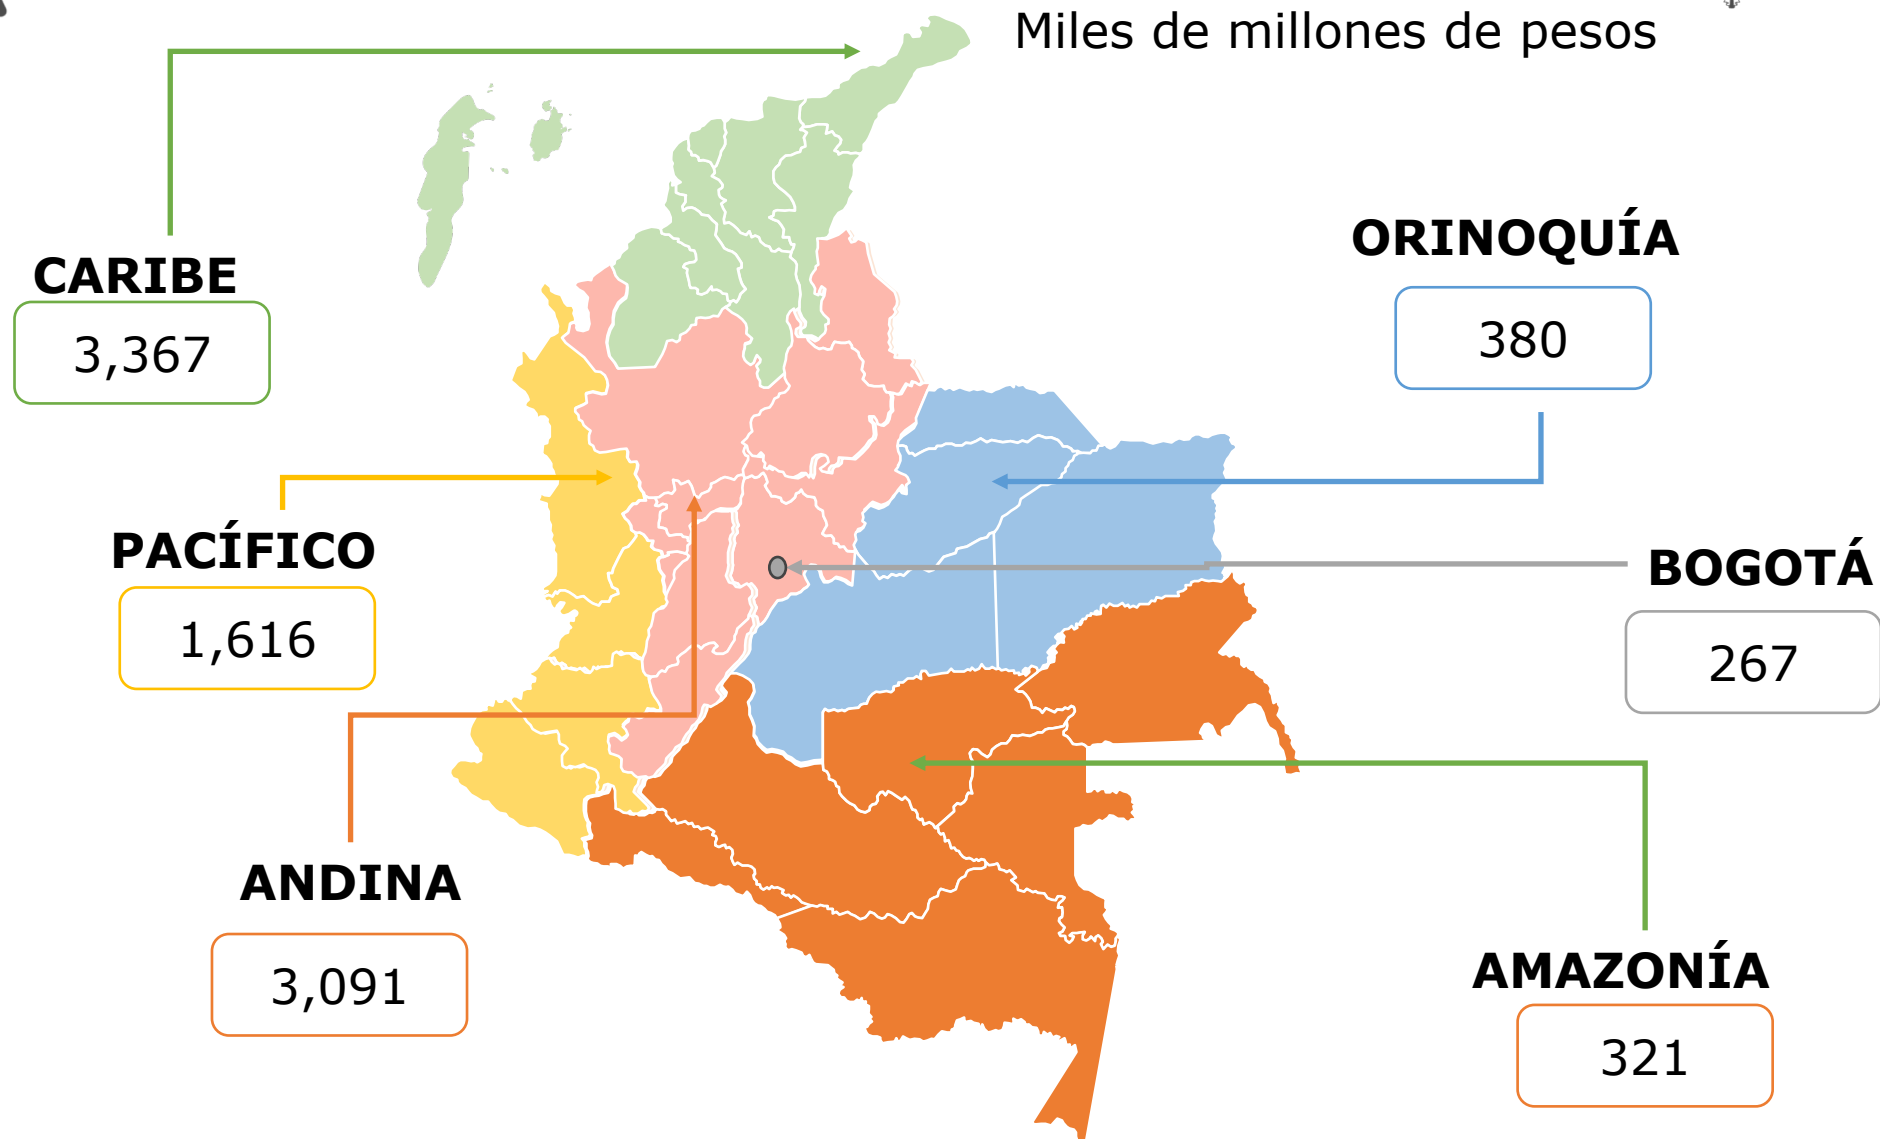 Miles de millones de pesos
CARIBE
3,367
ORINOQUÍA
380
PACÍFICO
1,616
BOGOTÁ
267
ANDINA
3,091
AMAZONÍA
321